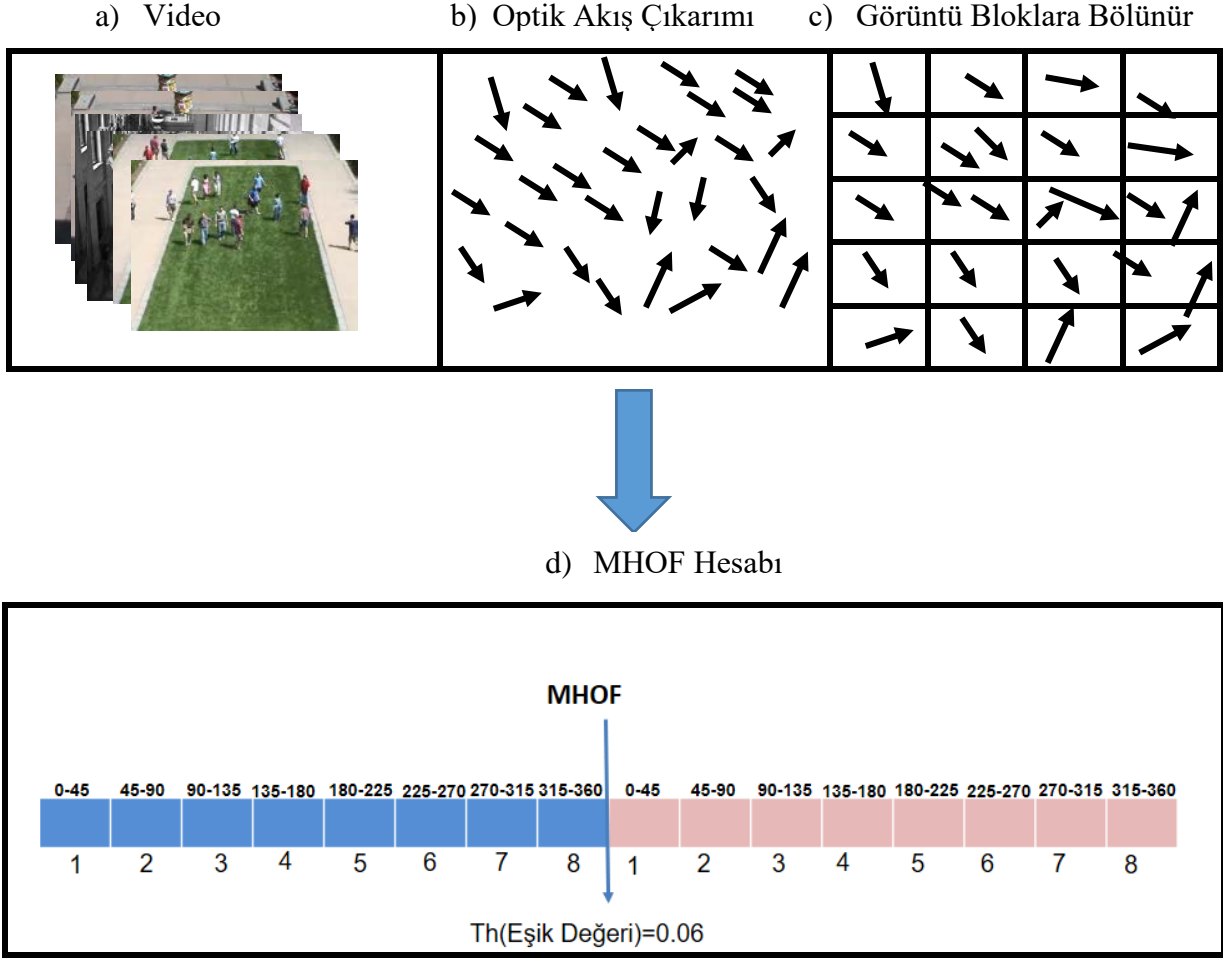 a) Video
b) Optik Akış Çıkarımı
c) Görüntü Bloklara Bölünür
d) MHOF Hesabı
MHOF
0-45 45-90 90-135 135-180 180-225 225-270 270-315 315-360 0-45 45-90 90-135 135-180 180-225 225-270 270-315 315-360
1 2 3 4 5 6 7 8 1 2 3 4 5 6 7 8
Th(Eşik Değeri)=0.06